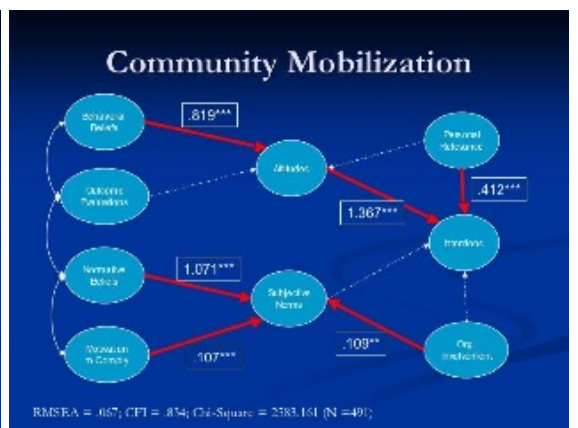 Community Mobilization
Behavioral
Beliefs
.819***
Personal
Relevance
Attitudes
Outcome
Evaluations
.412***
1.367***
Intentions
Normative
Beliefs
1.071***
Subjective
Norms
Motivation
to Comply
.107***
.109**
Org.
Involvement
RMSEA = .067; CFI = .834; Chi-Square = 2583.161 (N =491)